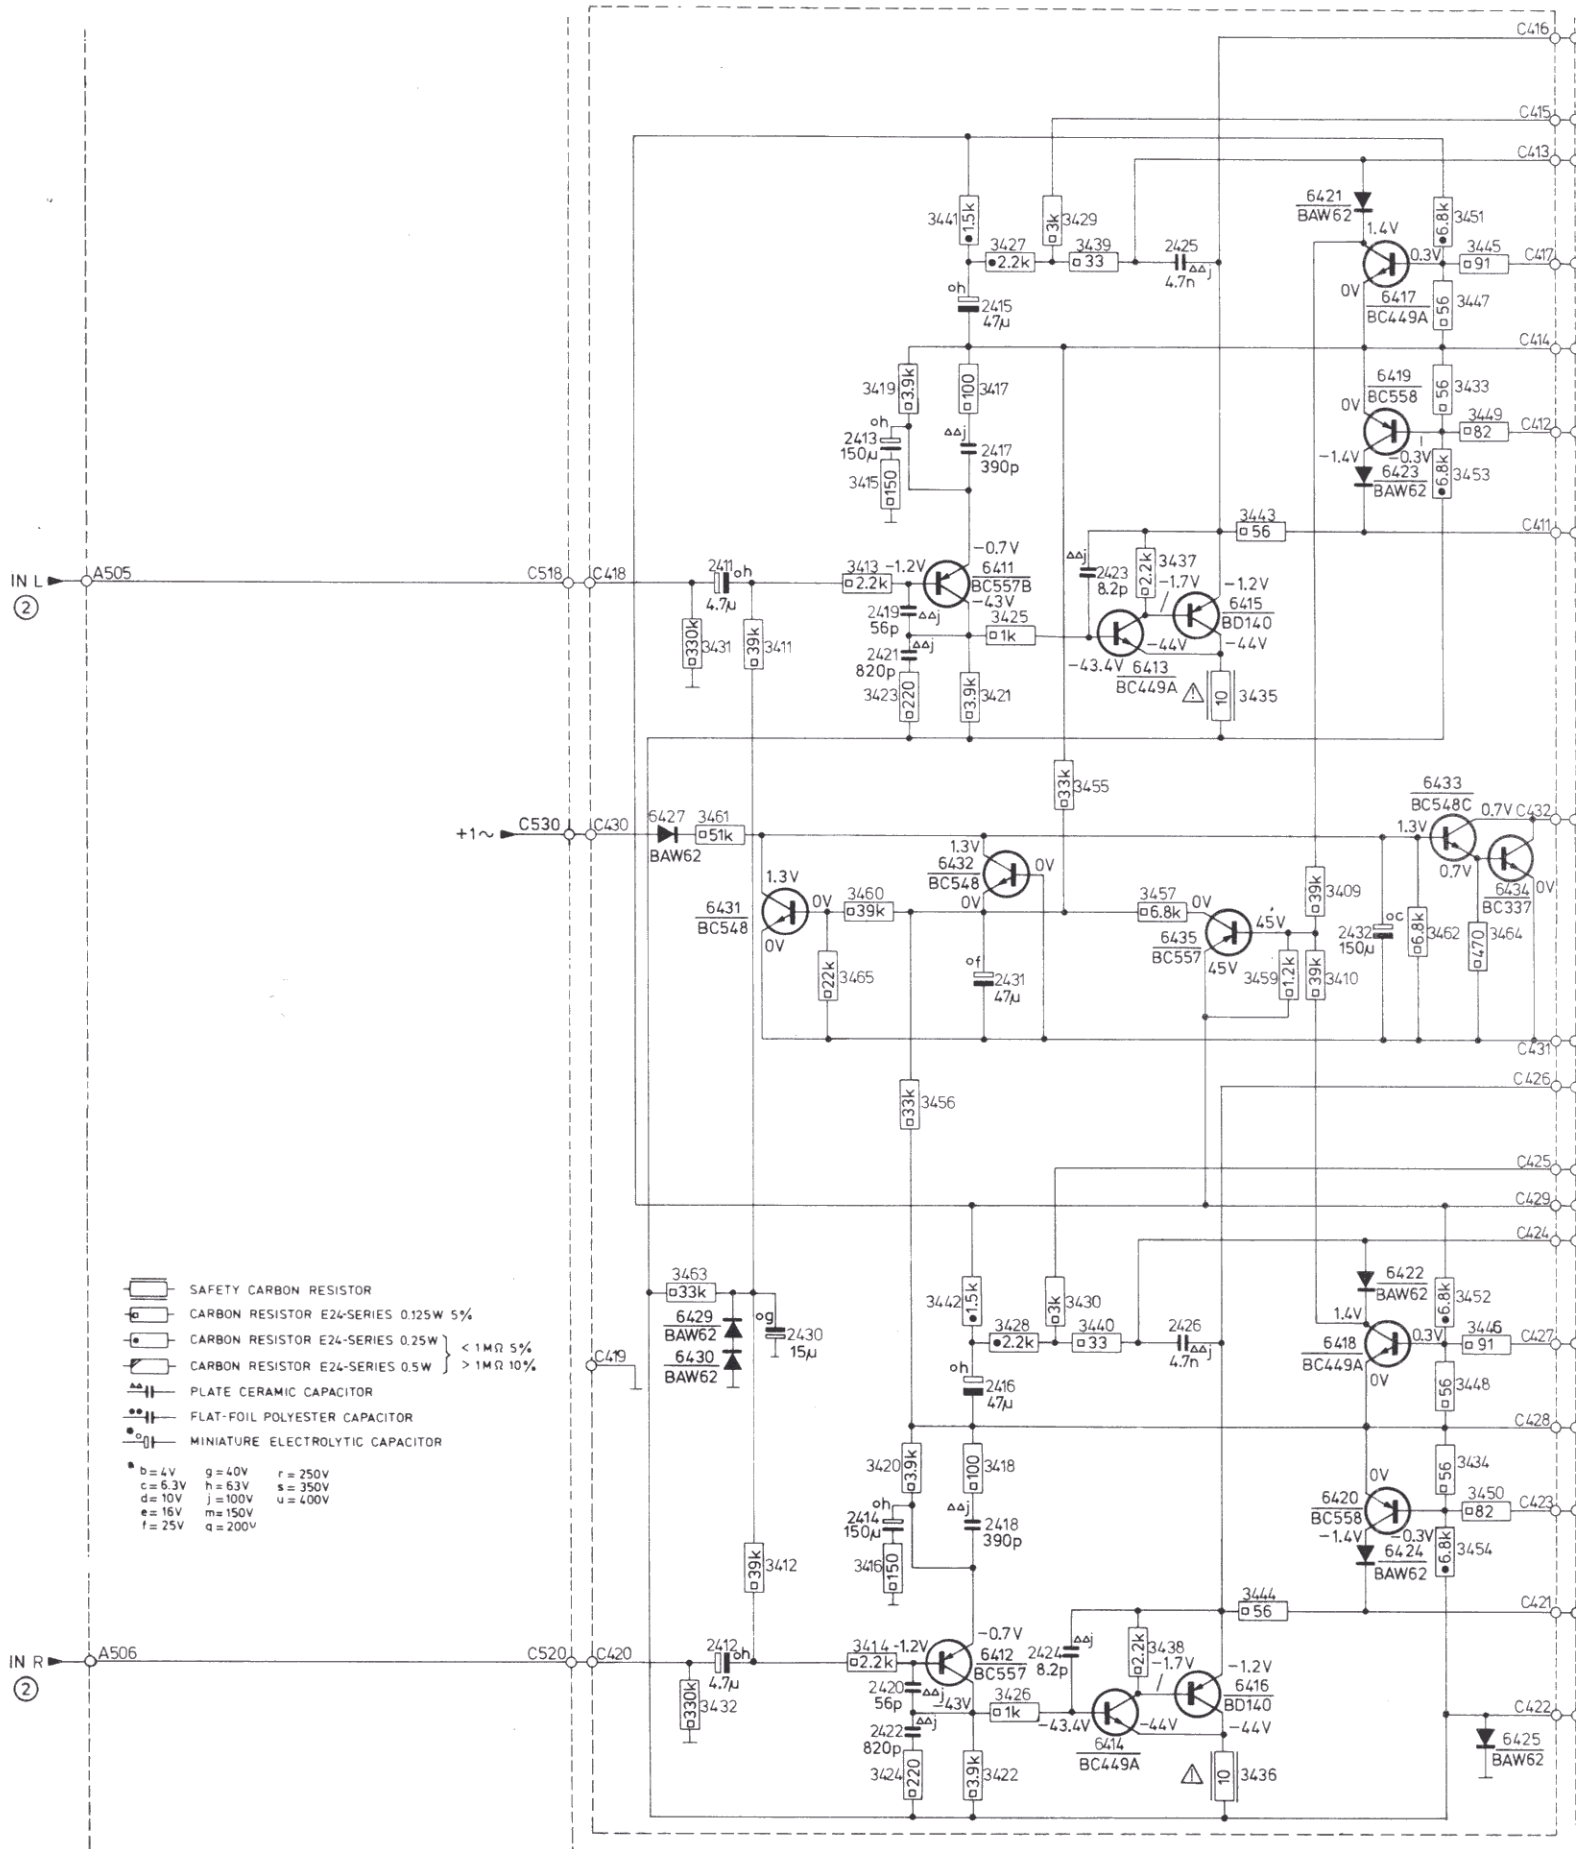 C416
C415
C413
6421
BAW62
3441
1.5k
3k
3429
6.8k
3451
1.4V
3427
2.2k
3439
33
2425
4.7n
ΔΔj
0.3V
3445
91
C417
0V
6417
BC449A
56
3447
oh
2415
47µ
C414
3419
3.9k
100
3417
6419
BC558
56
3433
0V
3449
82
C412
oh
2413
150µ
ΔΔj
2417
390p
-1.4V
-0.3V
6423
BAW62
6.8k
3453
3415
150
3443
56
C411
-0.7V
ΔΔj
2.2k
3437
IN L
2
A505
C518
C418
2411
oh
4.7µ
3413
2.2k
-1.2V
6411
BC557B
-43V
2423
8.2p
-1.7V
-1.2V
6415
BD140
2419
56p
ΔΔj
3425
1k
330k
3431
39k
3411
2421
820p
ΔΔj
-43.4V
-44V
-44V
6413
BC449A
3423
220
3.9k
3421
10
3435
33k
3455
6433
BC548C
0.7V
C432
+1~
C530
C430
6427
BAW62
3461
51k
1.3V
1.3V
6432
BC548
0V
0.7V
0V
6434
BC337
1.3V
6431
BC548
0V
0V
3460
39k
0V
3457
6.8k
0V
45V
6435
BC557
45V
39k
3409
oc
2432
150µ
6.8k
3462
470
3464
22k
3465
of
2431
47µ
3459
1.2k
39k
3410
C431
C426
33k
3456
C425
C429
C424
3463
33k
6429
BAW62
6430
BAW62
og
2430
15µ
3442
1.5k
3k
3430
6422
BAW62
6.8k
3452
1.4V
3428
2.2k
3440
33
2426
4.7n
ΔΔj
0.3V
3446
91
C427
6418
BC449A
0V
56
3448
C419
oh
2416
47µ
C428
SAFETY CARBON RESISTOR
CARBON RESISTOR E24-SERIES 0.125W 5%
CARBON RESISTOR E24-SERIES 0.25W
< 1MΩ 5%
CARBON RESISTOR E24-SERIES 0.5W
> 1MΩ 10%
PLATE CERAMIC CAPACITOR
FLAT-FOIL POLYESTER CAPACITOR
MINIATURE ELECTROLYTIC CAPACITOR
b = 4V g = 40V r = 250V
c = 6.3V h = 63V s = 350V
d = 10V j = 100V u = 400V
e = 16V m = 150V
f = 25V q = 200V
3420
3.9k
100
3418
0V
56
3434
6420
BC558
3450
82
C423
oh
2414
150µ
ΔΔj
2418
390p
-1.4V
-0.3V
6424
BAW62
6.8k
3454
3416
150
39k
3412
3444
56
C421
IN R
2
A506
C520
C420
2412
oh
4.7µ
3414
2.2k
-1.2V
-0.7V
6412
BC557
-43V
2424
8.2p
ΔΔj
2.2k
3438
-1.7V
-1.2V
6416
BD140
330k
3432
2420
56p
ΔΔj
3426
1k
-43.4V
-44V
-44V
C422
2422
820p
ΔΔj
6414
BC449A
6425
BAW62
3424
220
3.9k
3422
10
3436